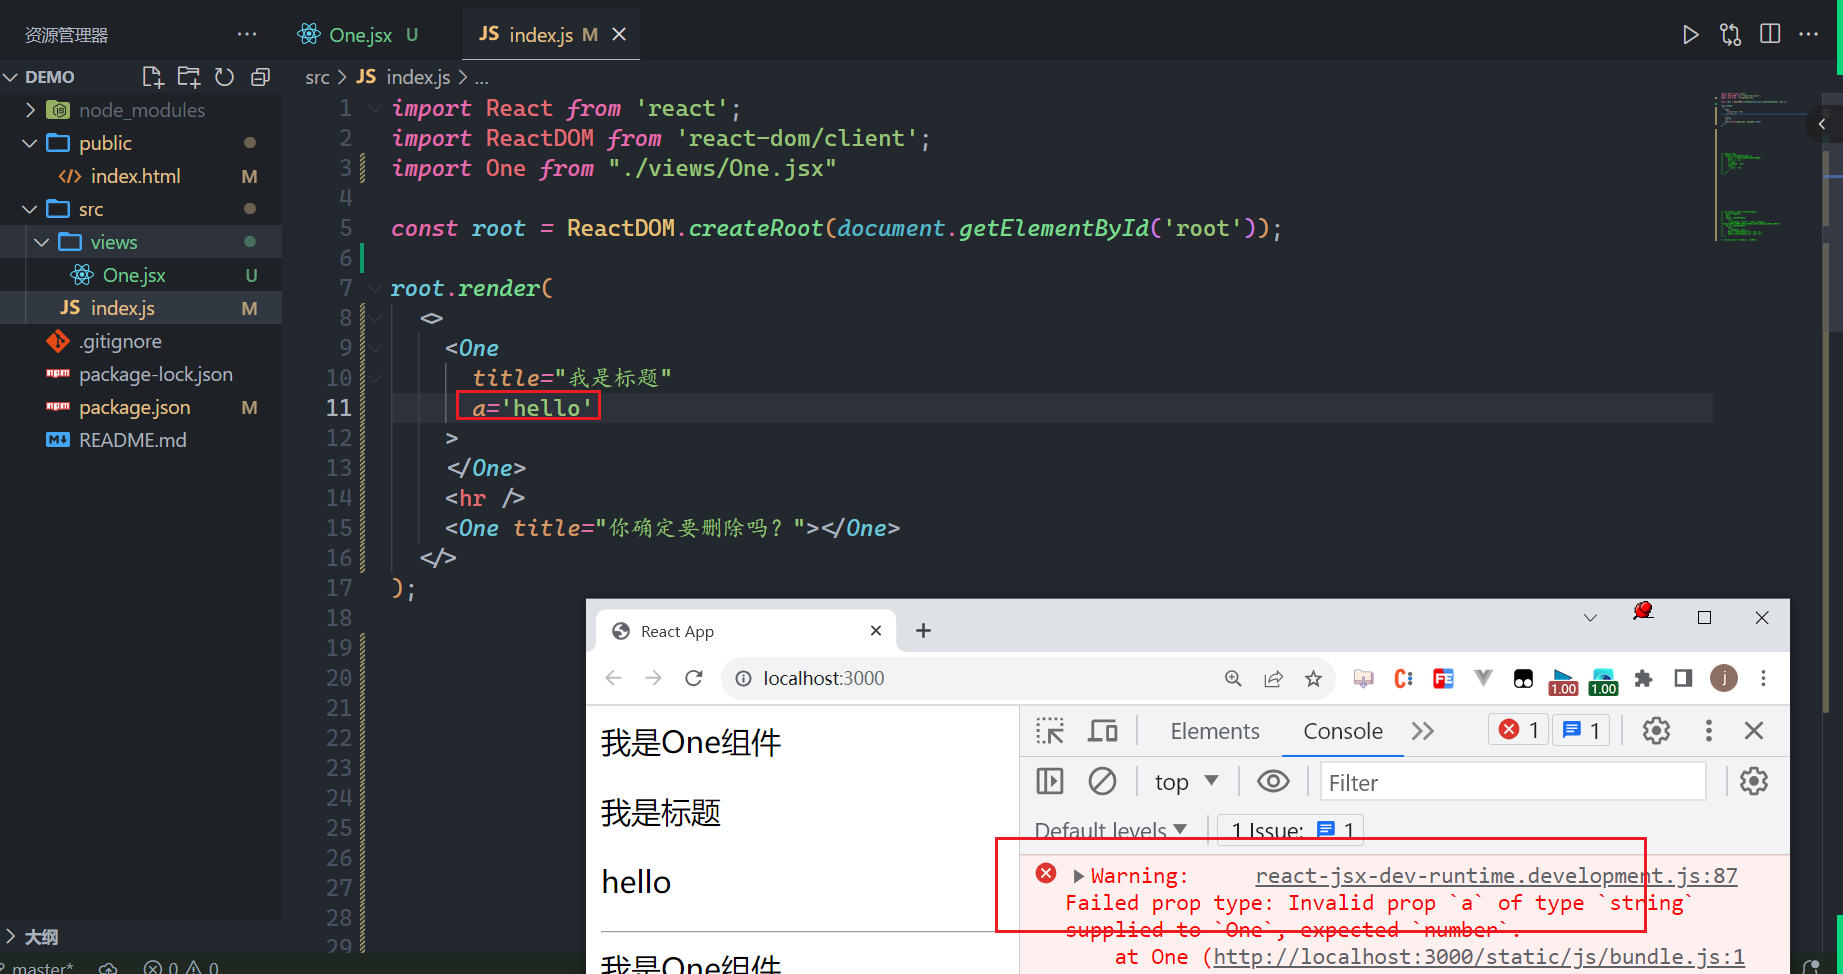 资源管理器
One.jsx U
JS index.js M
DEMO
src > JS index.js > ...
node_modules
public
index.html M
src
views
One.jsx U
JS index.js M
.gitignore
npm package-lock.json
npm package.json M
README.md
1 import React from 'react';
2 import ReactDOM from 'react-dom/client';
3 import One from "./views/One.jsx"
4
5 const root = ReactDOM.createRoot(document.getElementById('root'));
6
7 root.render(
8 <>
9 <One
10 title="我是标题"
11 a='hello'
12 >
13 </One>
14 <hr />
15 <One title="你确定要删除吗？"></One>
16 </>
17 );
18
19
20
21
22
23
24
25
26
27
28
29
大纲
master*
0 0
React App
localhost:3000
1.00
1.00
j
我是One组件
我是标题
hello
我是One组件
Elements
Console
1
1
top
Filter
Default levels
1 Issue: 1
Warning: react-jsx-dev-runtime.development.js:87
Failed prop type: Invalid prop `a` of type `string`
supplied to `One`, expected `number`.
at One (http://localhost:3000/static/js/bundle.js:1